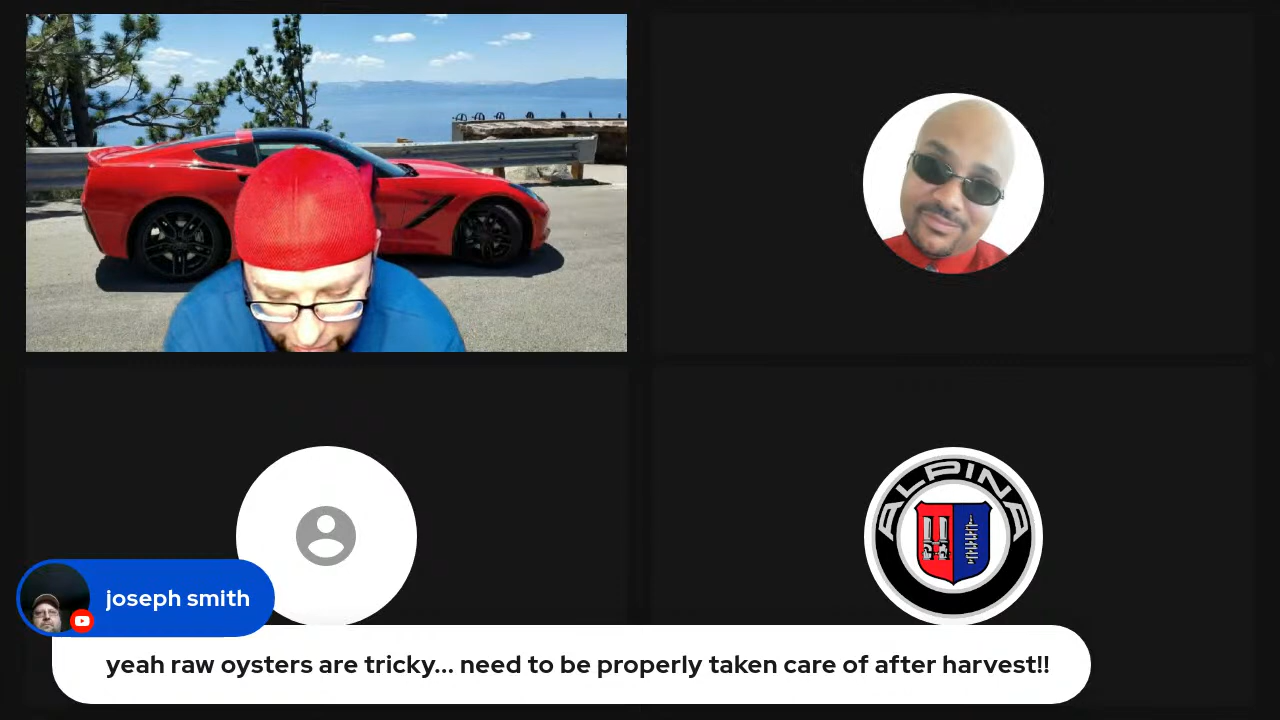 ALPINA
joseph smith
yeah raw oysters are tricky... need to be properly taken care of after harvest!!